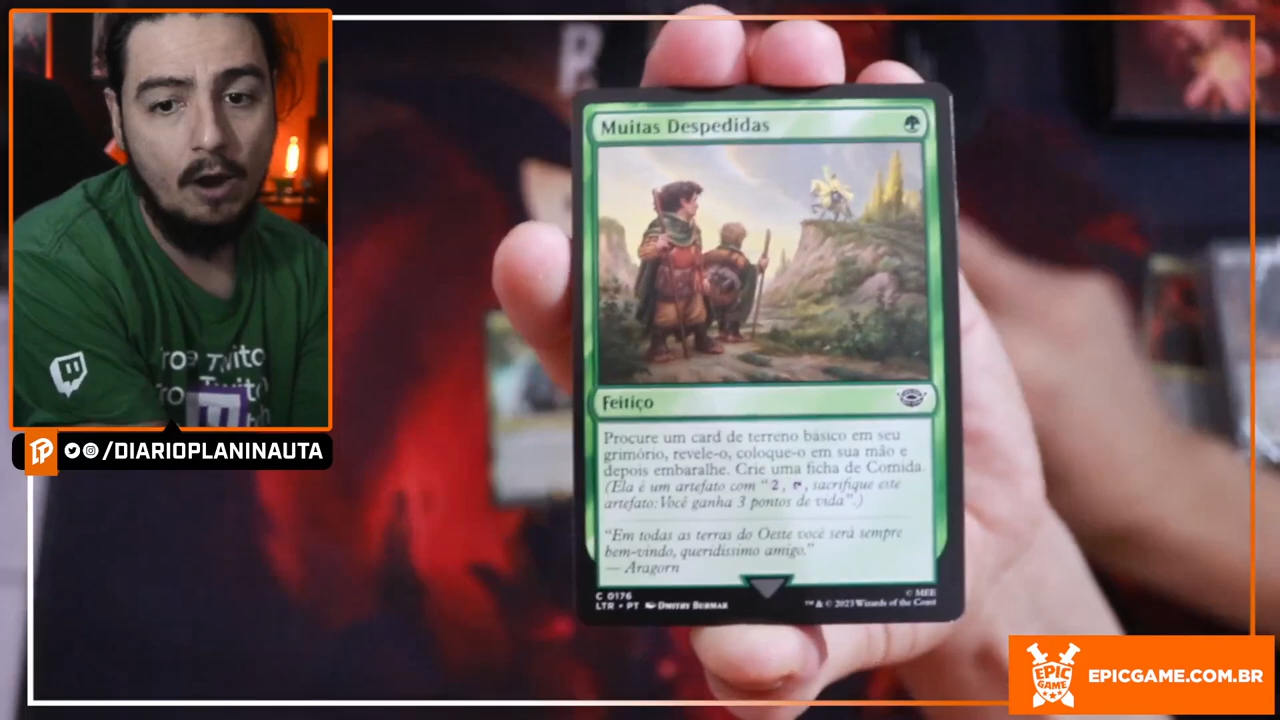 Muitas Despedidas
Feitiço
Procure um card de terreno básico em seu
grimório, revele-o, coloque-o em sua mão e
depois embaralhe. Crie uma ficha de Comida.
(Ela é um artefato com “2, , sacrifique este
artefato: Você ganha 3 pontos de vida”.)
“Em todas as terras do Oeste você será sempre
bem-vindo, queridíssimo amigo.”
— Aragorn
C 0176
LTR • PT Dmitry Burmak
© MEE
™ & © 2023 Wizards of the Coast
/DIARIOPLANINAUTA
EPIC
GAME
EPICGAME.COM.BR